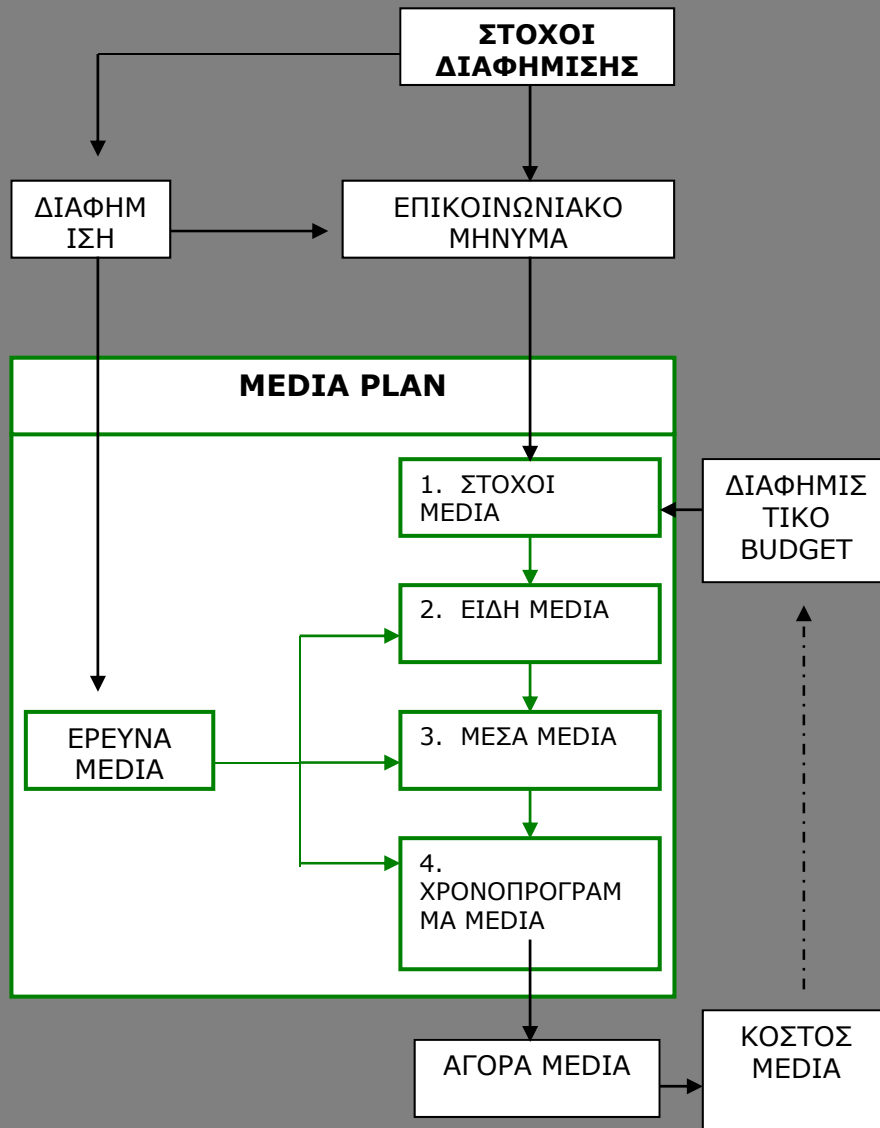 ΣΤΟΧΟΙ
ΔΙΑΦΗΜΙΣΗΣ
ΔΙΑΦΗΜ
ΙΣΗ
ΕΠΙΚΟΙΝΩΝΙΑΚΟ
ΜΗΝΥΜΑ
MEDIA PLAN
1. ΣΤΟΧΟΙ
MEDIA
ΔΙΑΦΗΜΙΣ
ΤΙΚΟ
BUDGET
2. ΕΙΔΗ MEDIA
ΕΡΕΥΝΑ
MEDIA
3. ΜΕΣΑ MEDIA
4.
ΧΡΟΝΟΠΡΟΓΡΑΜ
ΜΑ MEDIA
ΑΓΟΡΑ MEDIA
ΚΟΣΤΟΣ
MEDIA